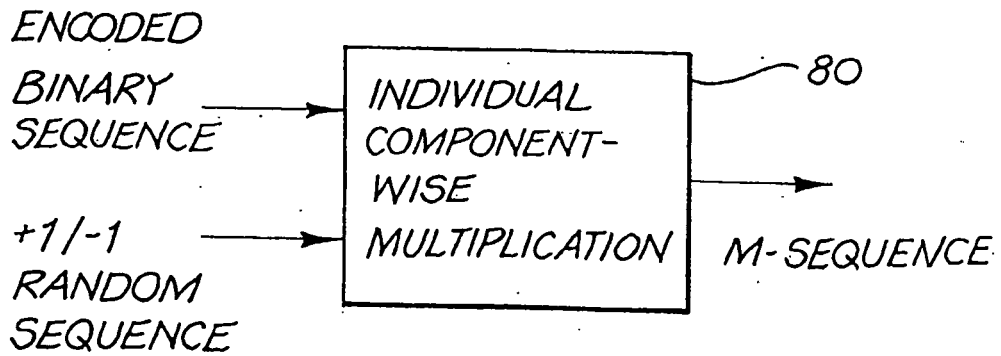 ENCODED
BINARY
SEQUENCE
+1/-1
RANDOM
SEQUENCE
INDIVIDUAL
COMPONENT-
WISE
MULTIPLICATION
80
M-SEQUENCE